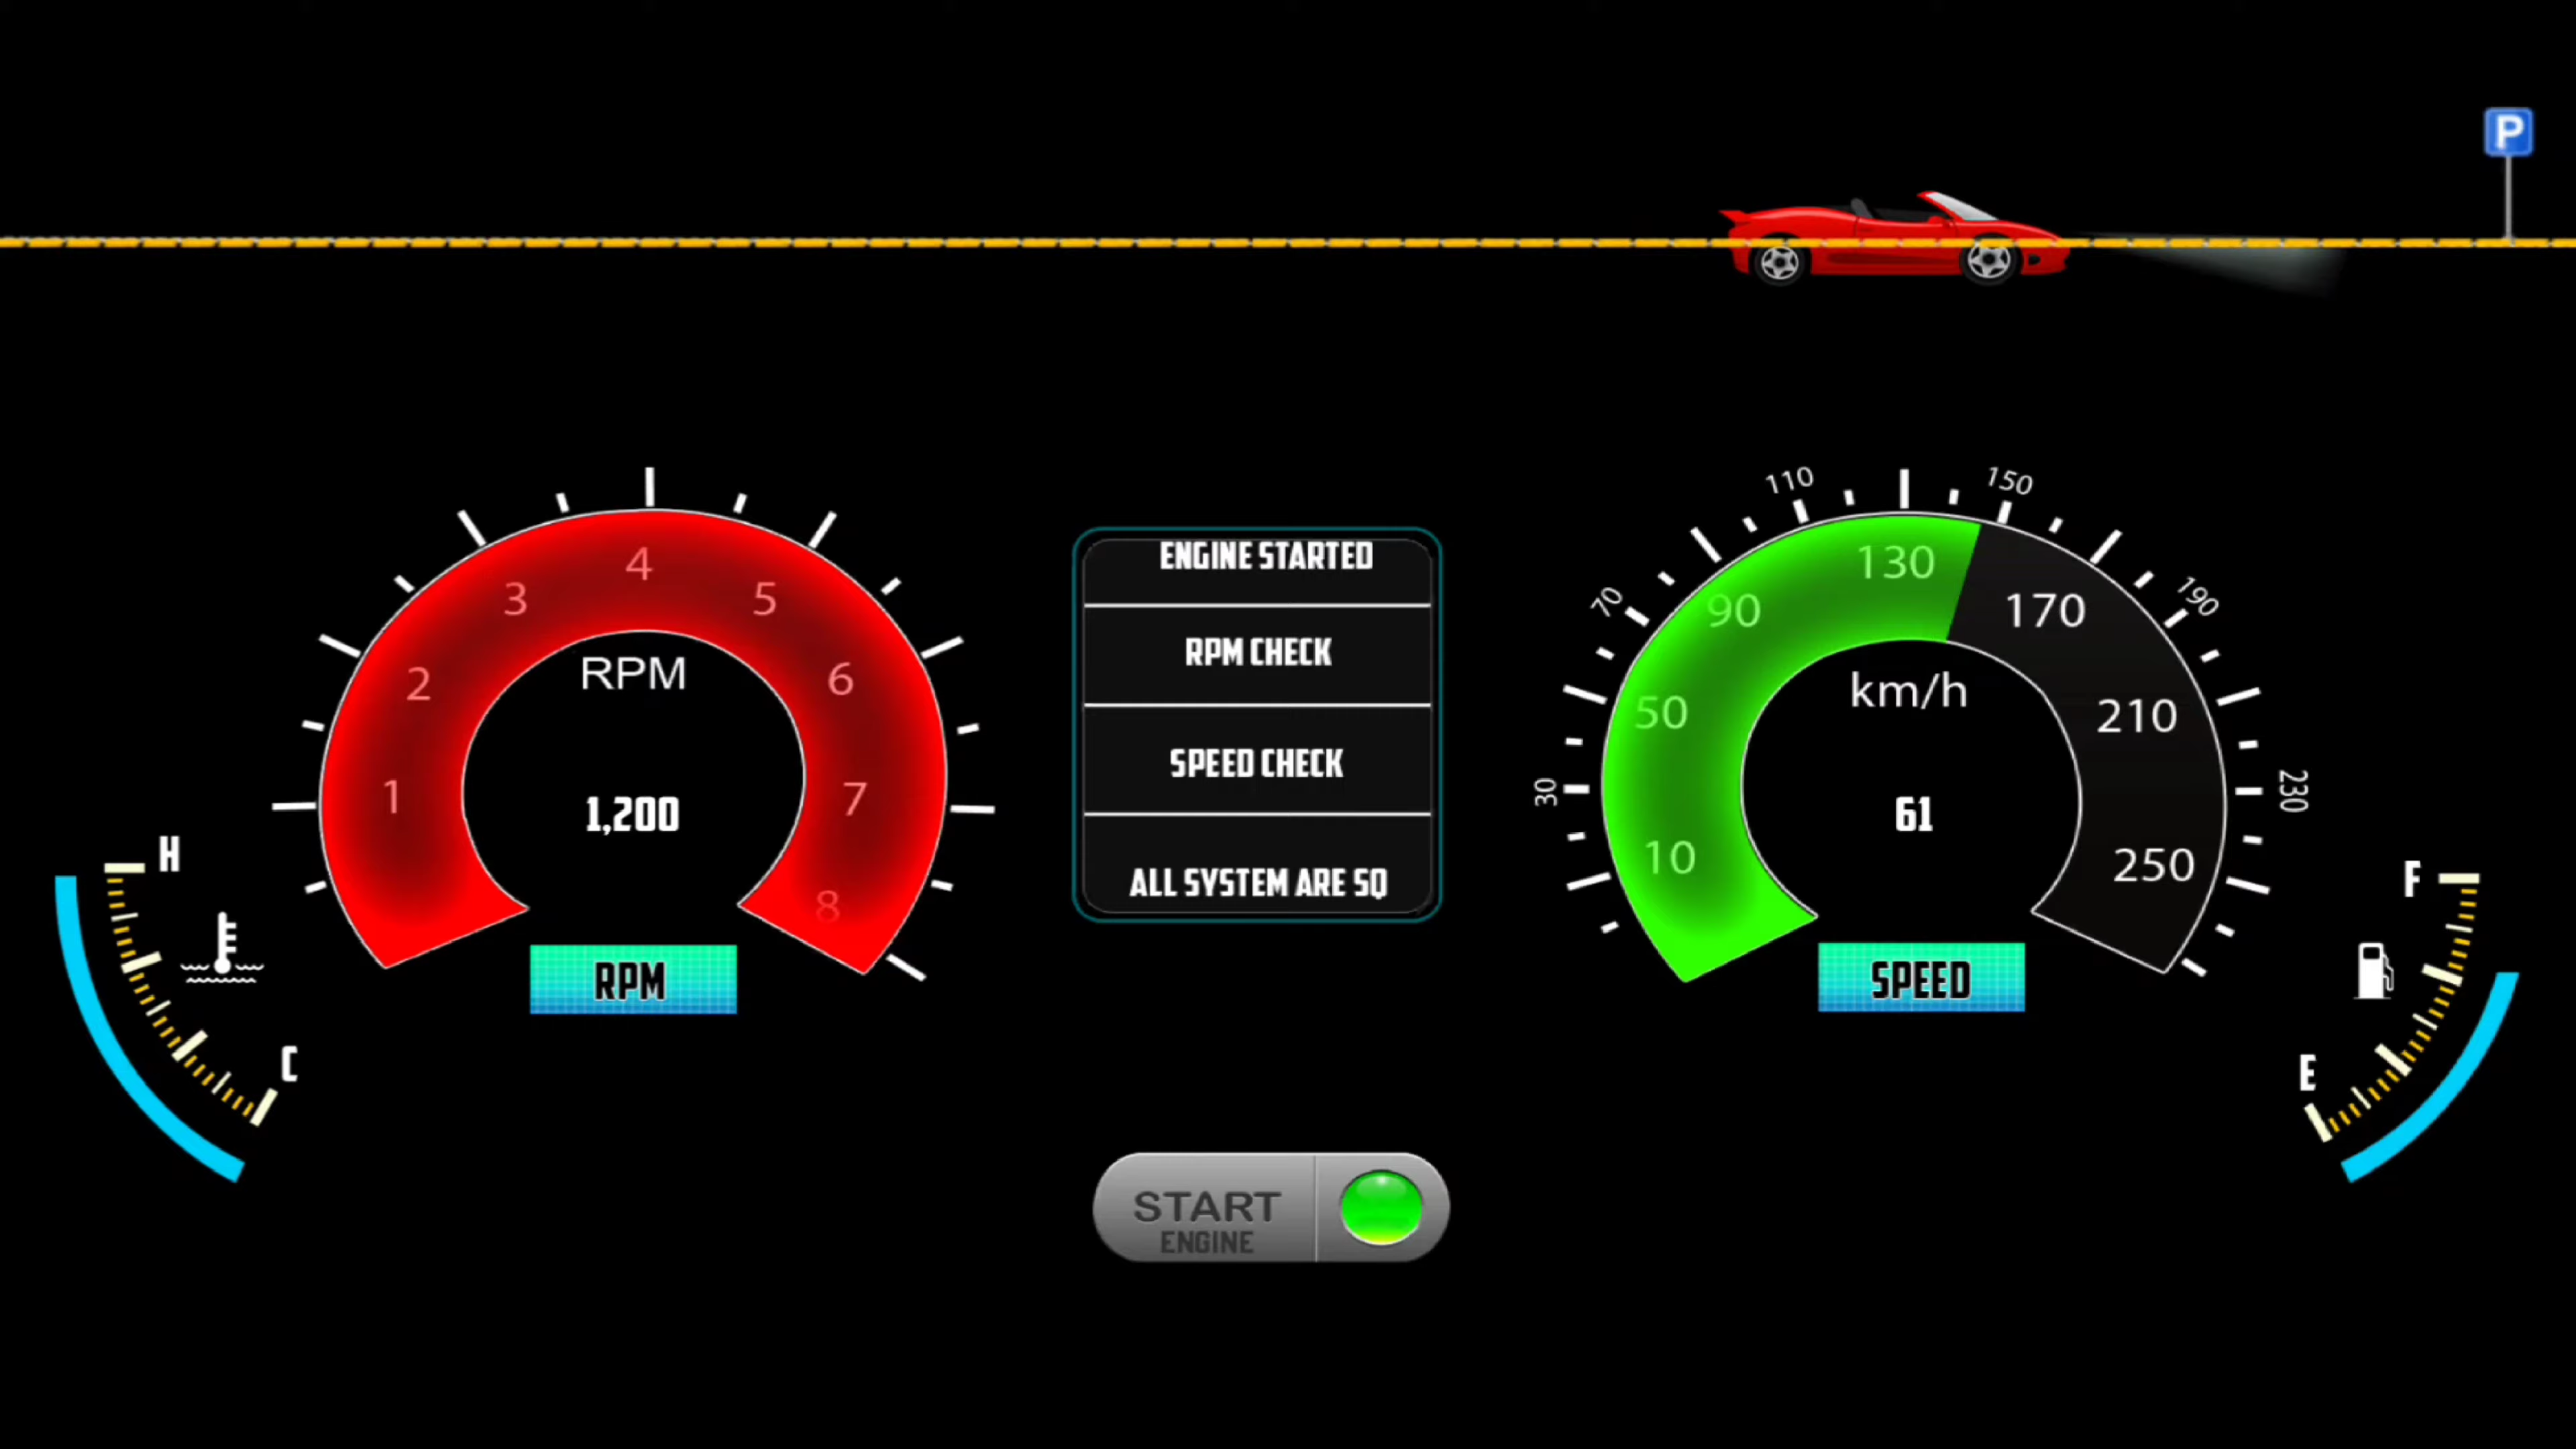 P
110
150
130
4
3
5
90
170
70
190
ENGINE STARTED
RPM CHECK
RPM
2
6
km/h
50
210
SPEED CHECK
1
7
30
230
1,200
61
H
10
250
F
ALL SYSTEM ARE SQ
8
RPM
SPEED
C
E
START
ENGINE